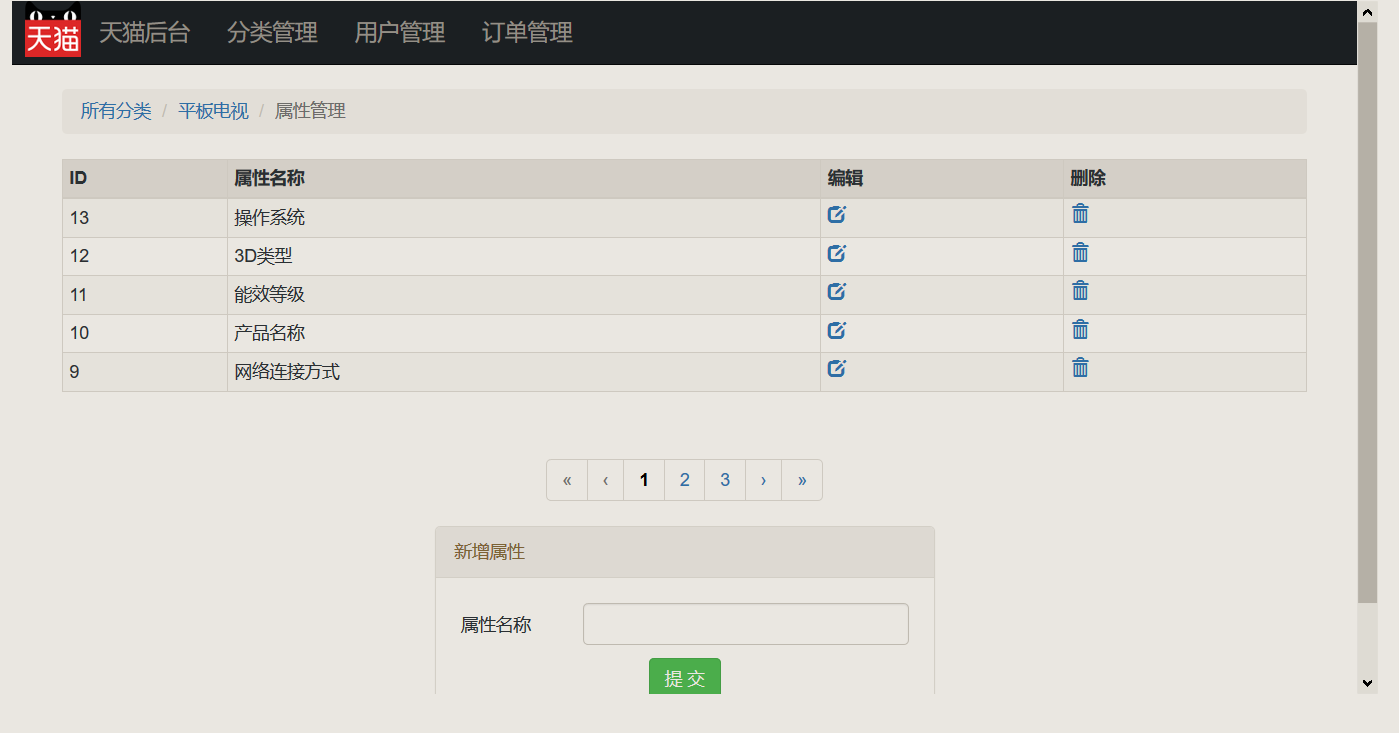 天猫 天猫后台 分类管理 用户管理 订单管理
所有分类 / 平板电视 / 属性管理
ID 属性名称 编辑 删除
13 操作系统
12 3D类型
11 能效等级
10 产品名称
9 网络连接方式
« ‹ 1 2 3 › »
新增属性
属性名称
提 交